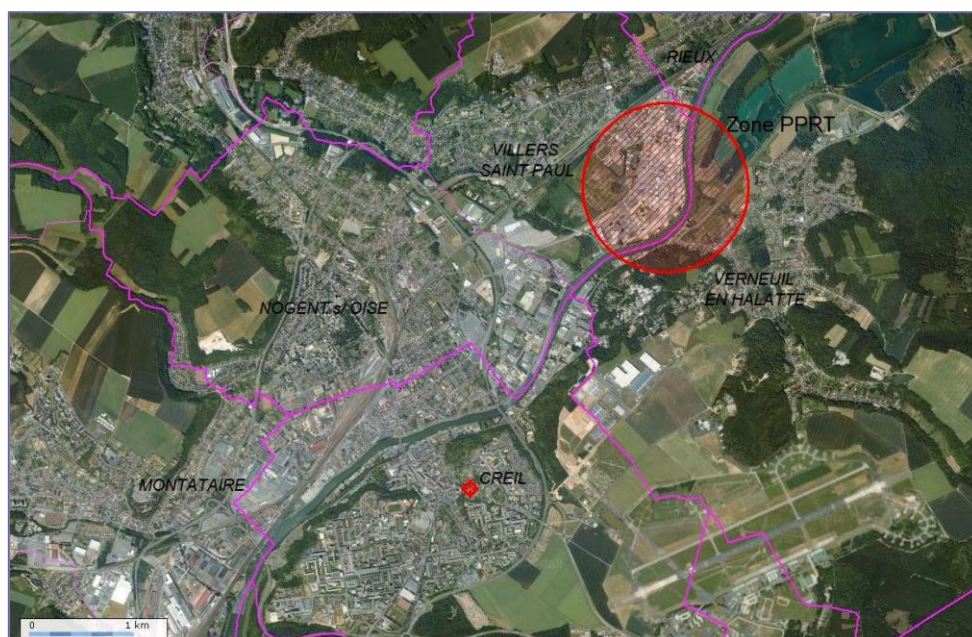 RIEUX
Zone PPRT
VILLERS
SAINT PAUL
VERNEUIL
EN HALATTE
NOGENT s/ OISE
MONTATAIRE
CREIL
0 1 km